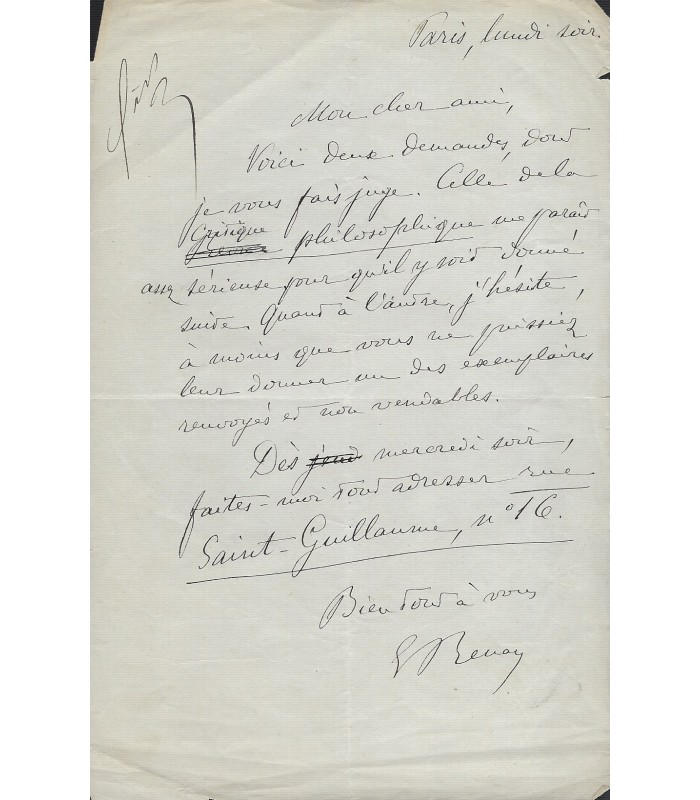 Paris, lundi soir.
Mon cher ami,
Voici deux demandes, dont
je vous fais juge. Celle de la
Critique
philosophique me paraît
assez sérieuse pour qu'il y soit donné
suite. Quant à l'autre, j'hésite,
à moins que vous ne puissiez
leur donner un des exemplaires
renvoyés et non vendables.
Dès jeud mercredi soir,
faites-moi tout adresser rue
Saint-Guillaume, n° 16.
Bien tout à vous
E Renan